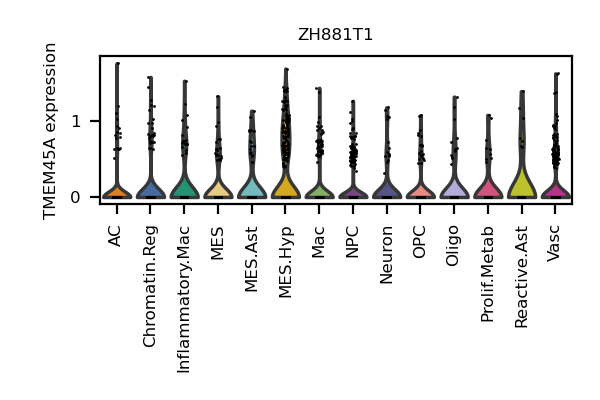 ZH881T1
TMEM45A expression
1
0
AC
Chromatin.Reg
Inflammatory.Mac
MES
MES.Ast
MES.Hyp
Mac
NPC
Neuron
OPC
Oligo
Prolif.Metab
Reactive.Ast
Vasc